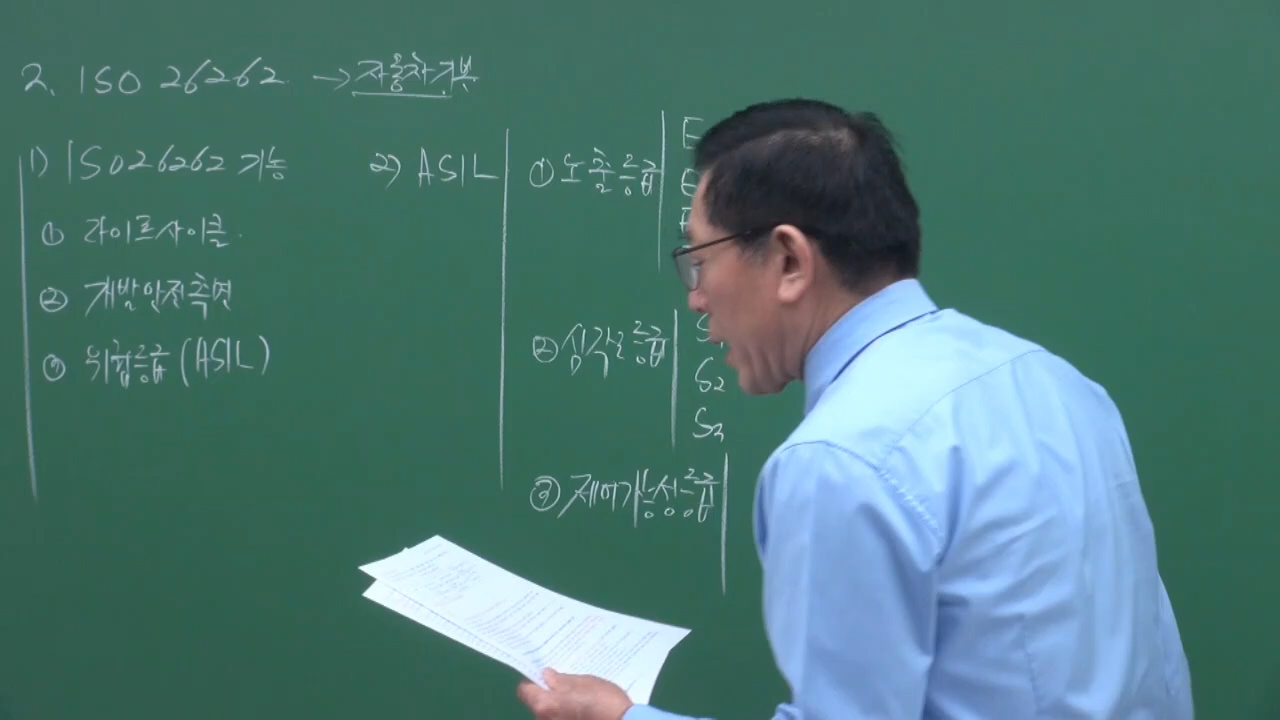 2. ISO 26262 → 자동차기본
1) ISO26262 기능
① 라이프사이클.
② 개발안전측면
③ 위험등급 (ASIL)
2) ASIL
① 노출등급
E
E
E
② 심각도등급
S1
S2
S3
③ 제어가능성등급